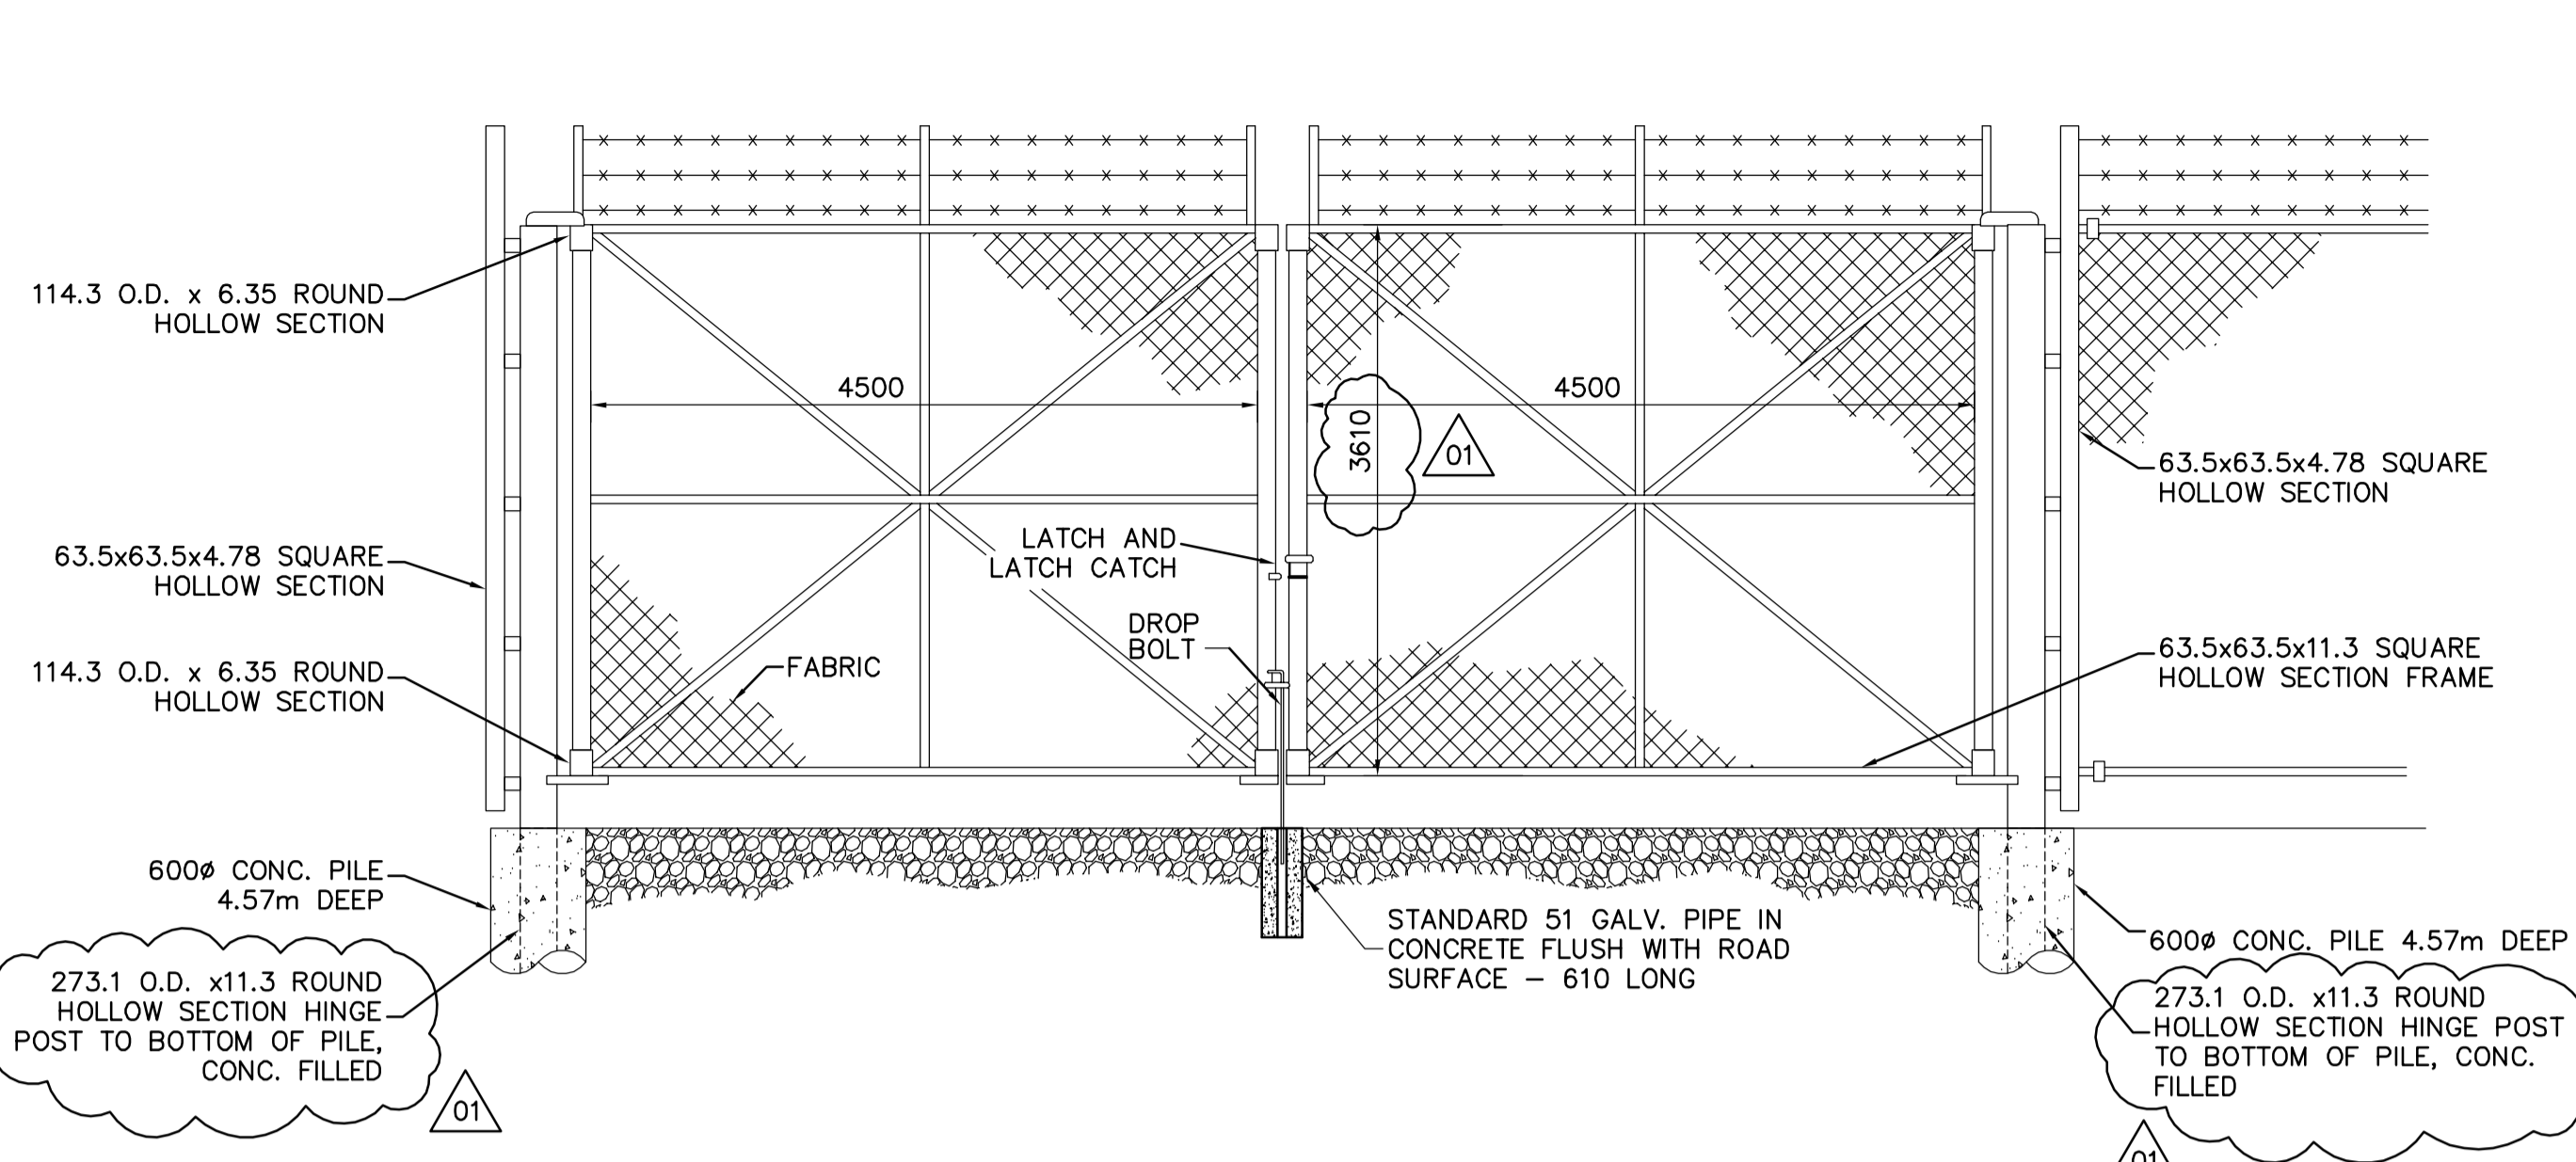 114.3 O.D. x 6.35 ROUND
HOLLOW SECTION
63.5x63.5x4.78 SQUARE
HOLLOW SECTION
114.3 O.D. x 6.35 ROUND
HOLLOW SECTION
600ø CONC. PILE
4.57m DEEP
273.1 O.D. x11.3 ROUND
HOLLOW SECTION HINGE
POST TO BOTTOM OF PILE,
CONC. FILLED
01
4500
FABRIC
LATCH AND
LATCH CATCH
DROP
BOLT
3610
01
4500
STANDARD 51 GALV. PIPE IN
CONCRETE FLUSH WITH ROAD
SURFACE – 610 LONG
63.5x63.5x4.78 SQUARE
HOLLOW SECTION
63.5x63.5x11.3 SQUARE
HOLLOW SECTION FRAME
600ø CONC. PILE 4.57m DEEP
273.1 O.D. x11.3 ROUND
HOLLOW SECTION HINGE POST
TO BOTTOM OF PILE, CONC.
FILLED
01